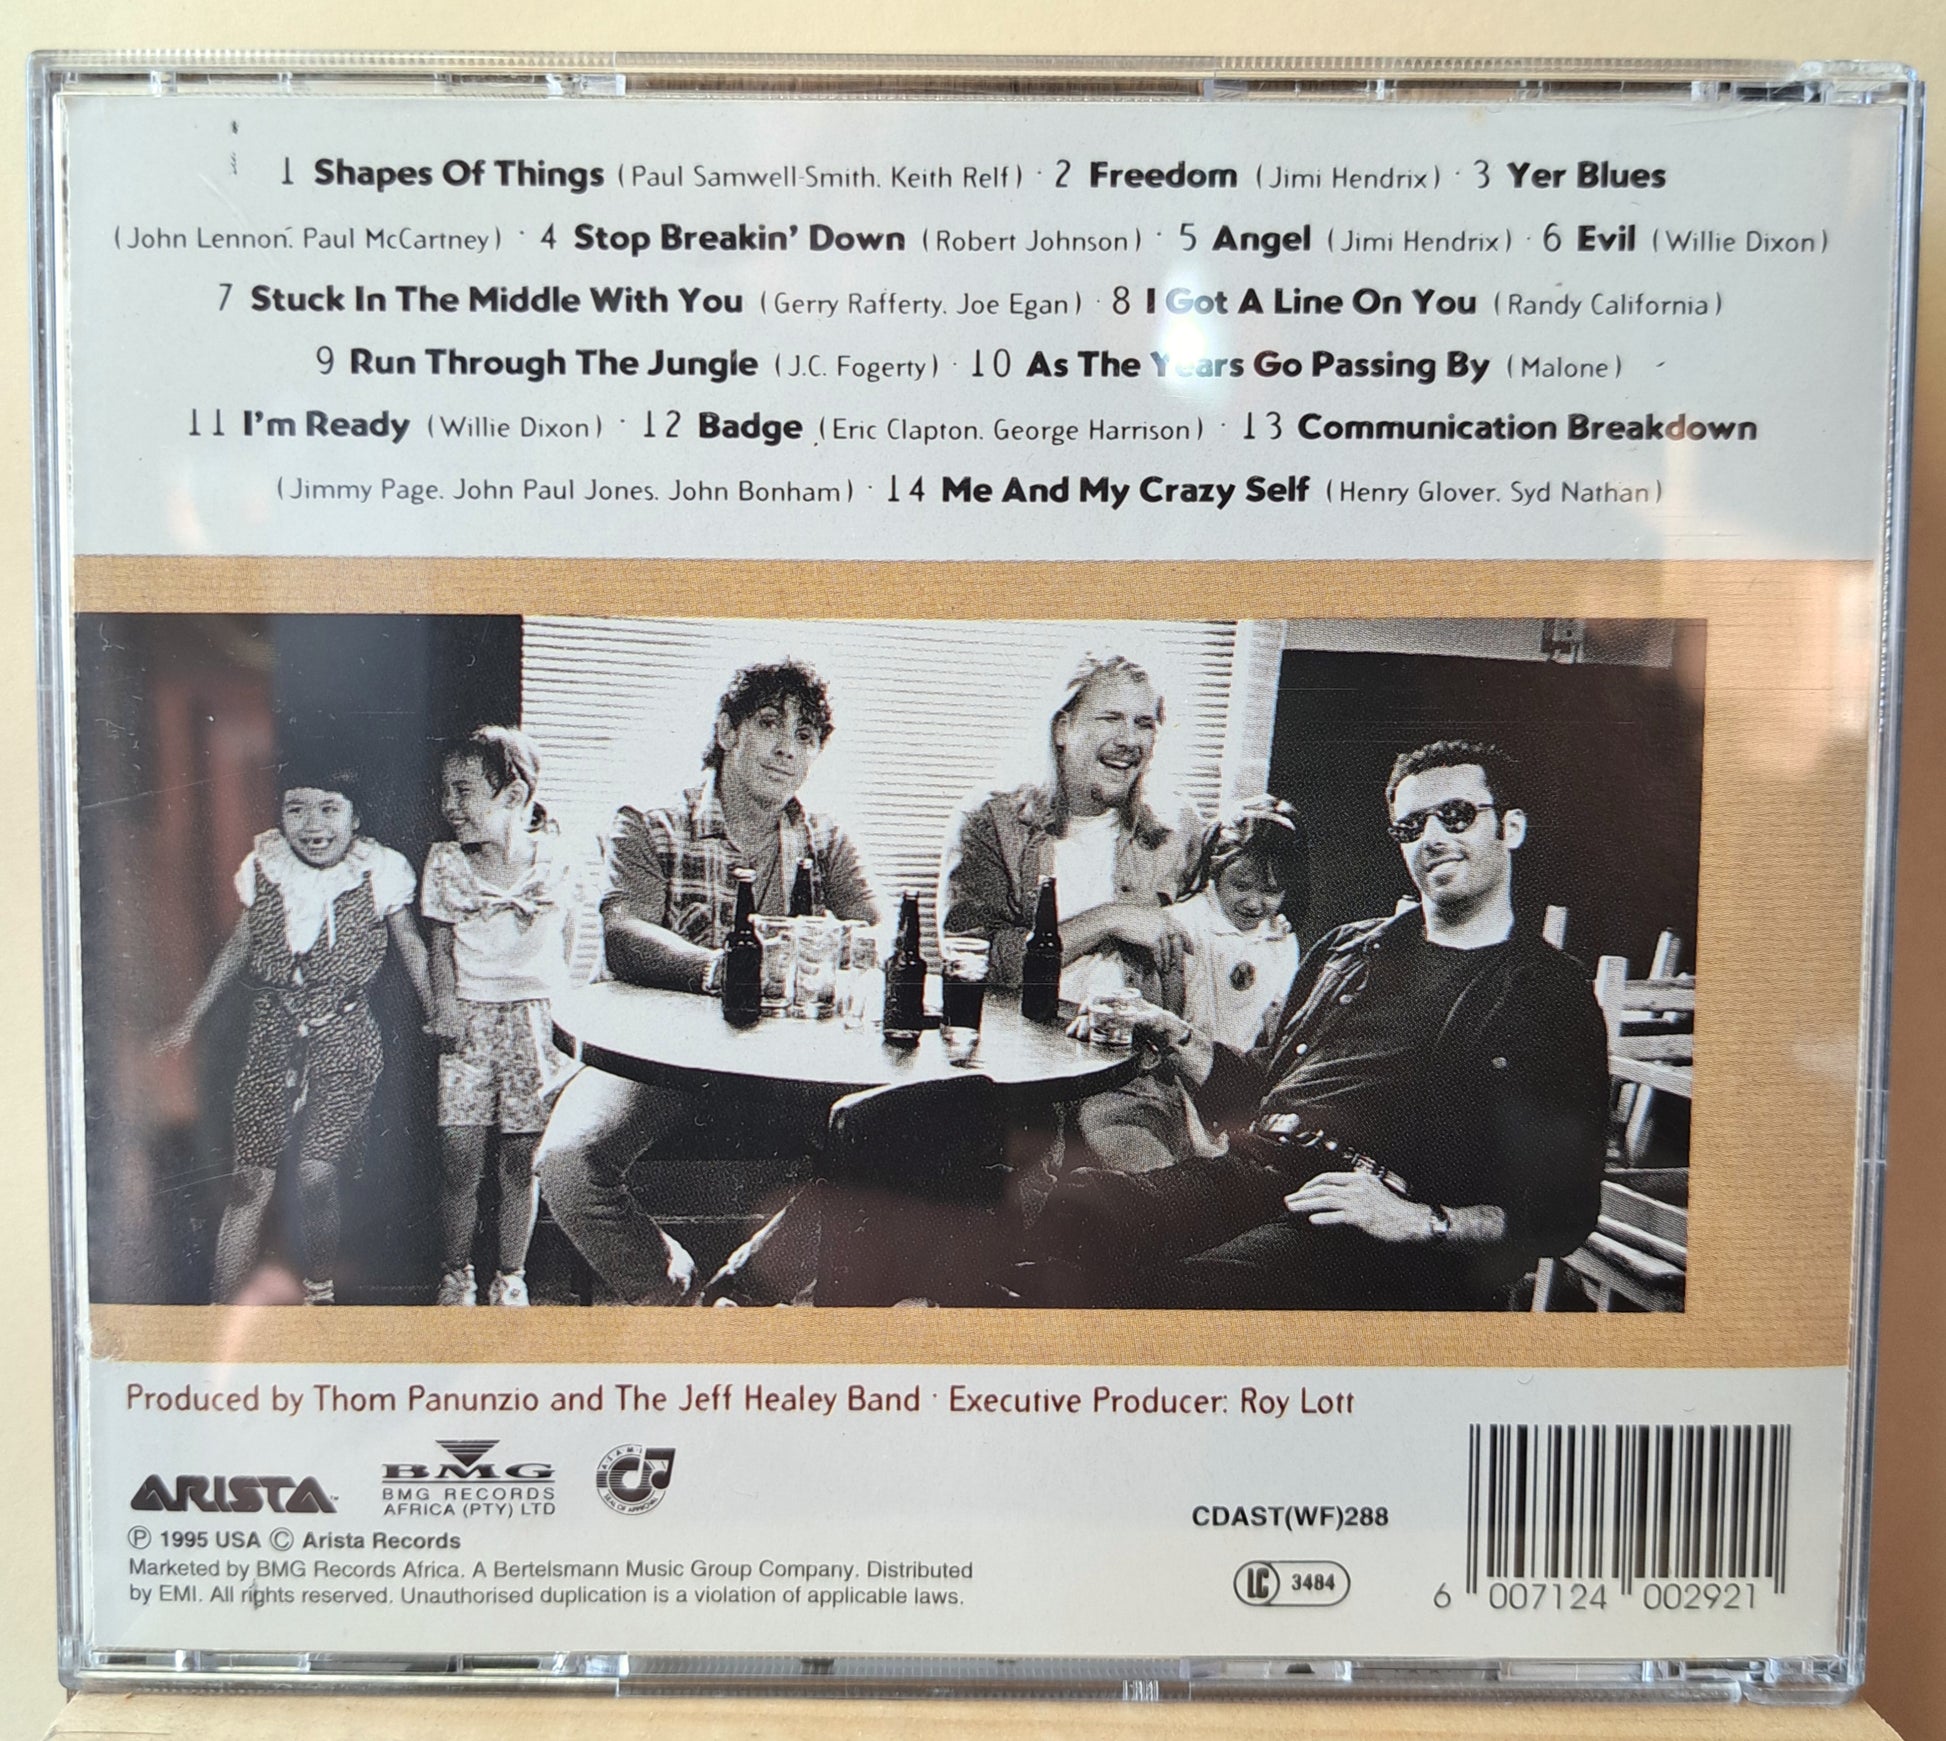 1 Shapes Of Things (Paul Samwell-Smith. Keith Relf) · 2 Freedom (Jimi Hendrix) · 3 Yer Blues
(John Lennon. Paul McCartney) · 4 Stop Breakin' Down (Robert Johnson) · 5 Angel (Jimi Hendrix) · 6 Evil (Willie Dixon)
7 Stuck In The Middle With You (Gerry Rafferty. Joe Egan) · 8 I Got A Line On You (Randy California)
9 Run Through The Jungle (J.C. Fogerty) · 10 As The Years Go Passing By (Malone)
11 I'm Ready (Willie Dixon) · 12 Badge (Eric Clapton. George Harrison) · 13 Communication Breakdown
(Jimmy Page. John Paul Jones. John Bonham) · 14 Me And My Crazy Self (Henry Glover. Syd Nathan)
Produced by Thom Panunzio and The Jeff Healey Band · Executive Producer: Roy Lott
ARISTA™
BMG
BMG RECORDS
AFRICA (PTY) LTD
SEAL OF APPROVAL
℗ 1995 USA © Arista Records
Marketed by BMG Records Africa. A Bertelsmann Music Group Company. Distributed
by EMI. All rights reserved. Unauthorised duplication is a violation of applicable laws.
CDAST(WF)288
LC 3484
6 007124 002921